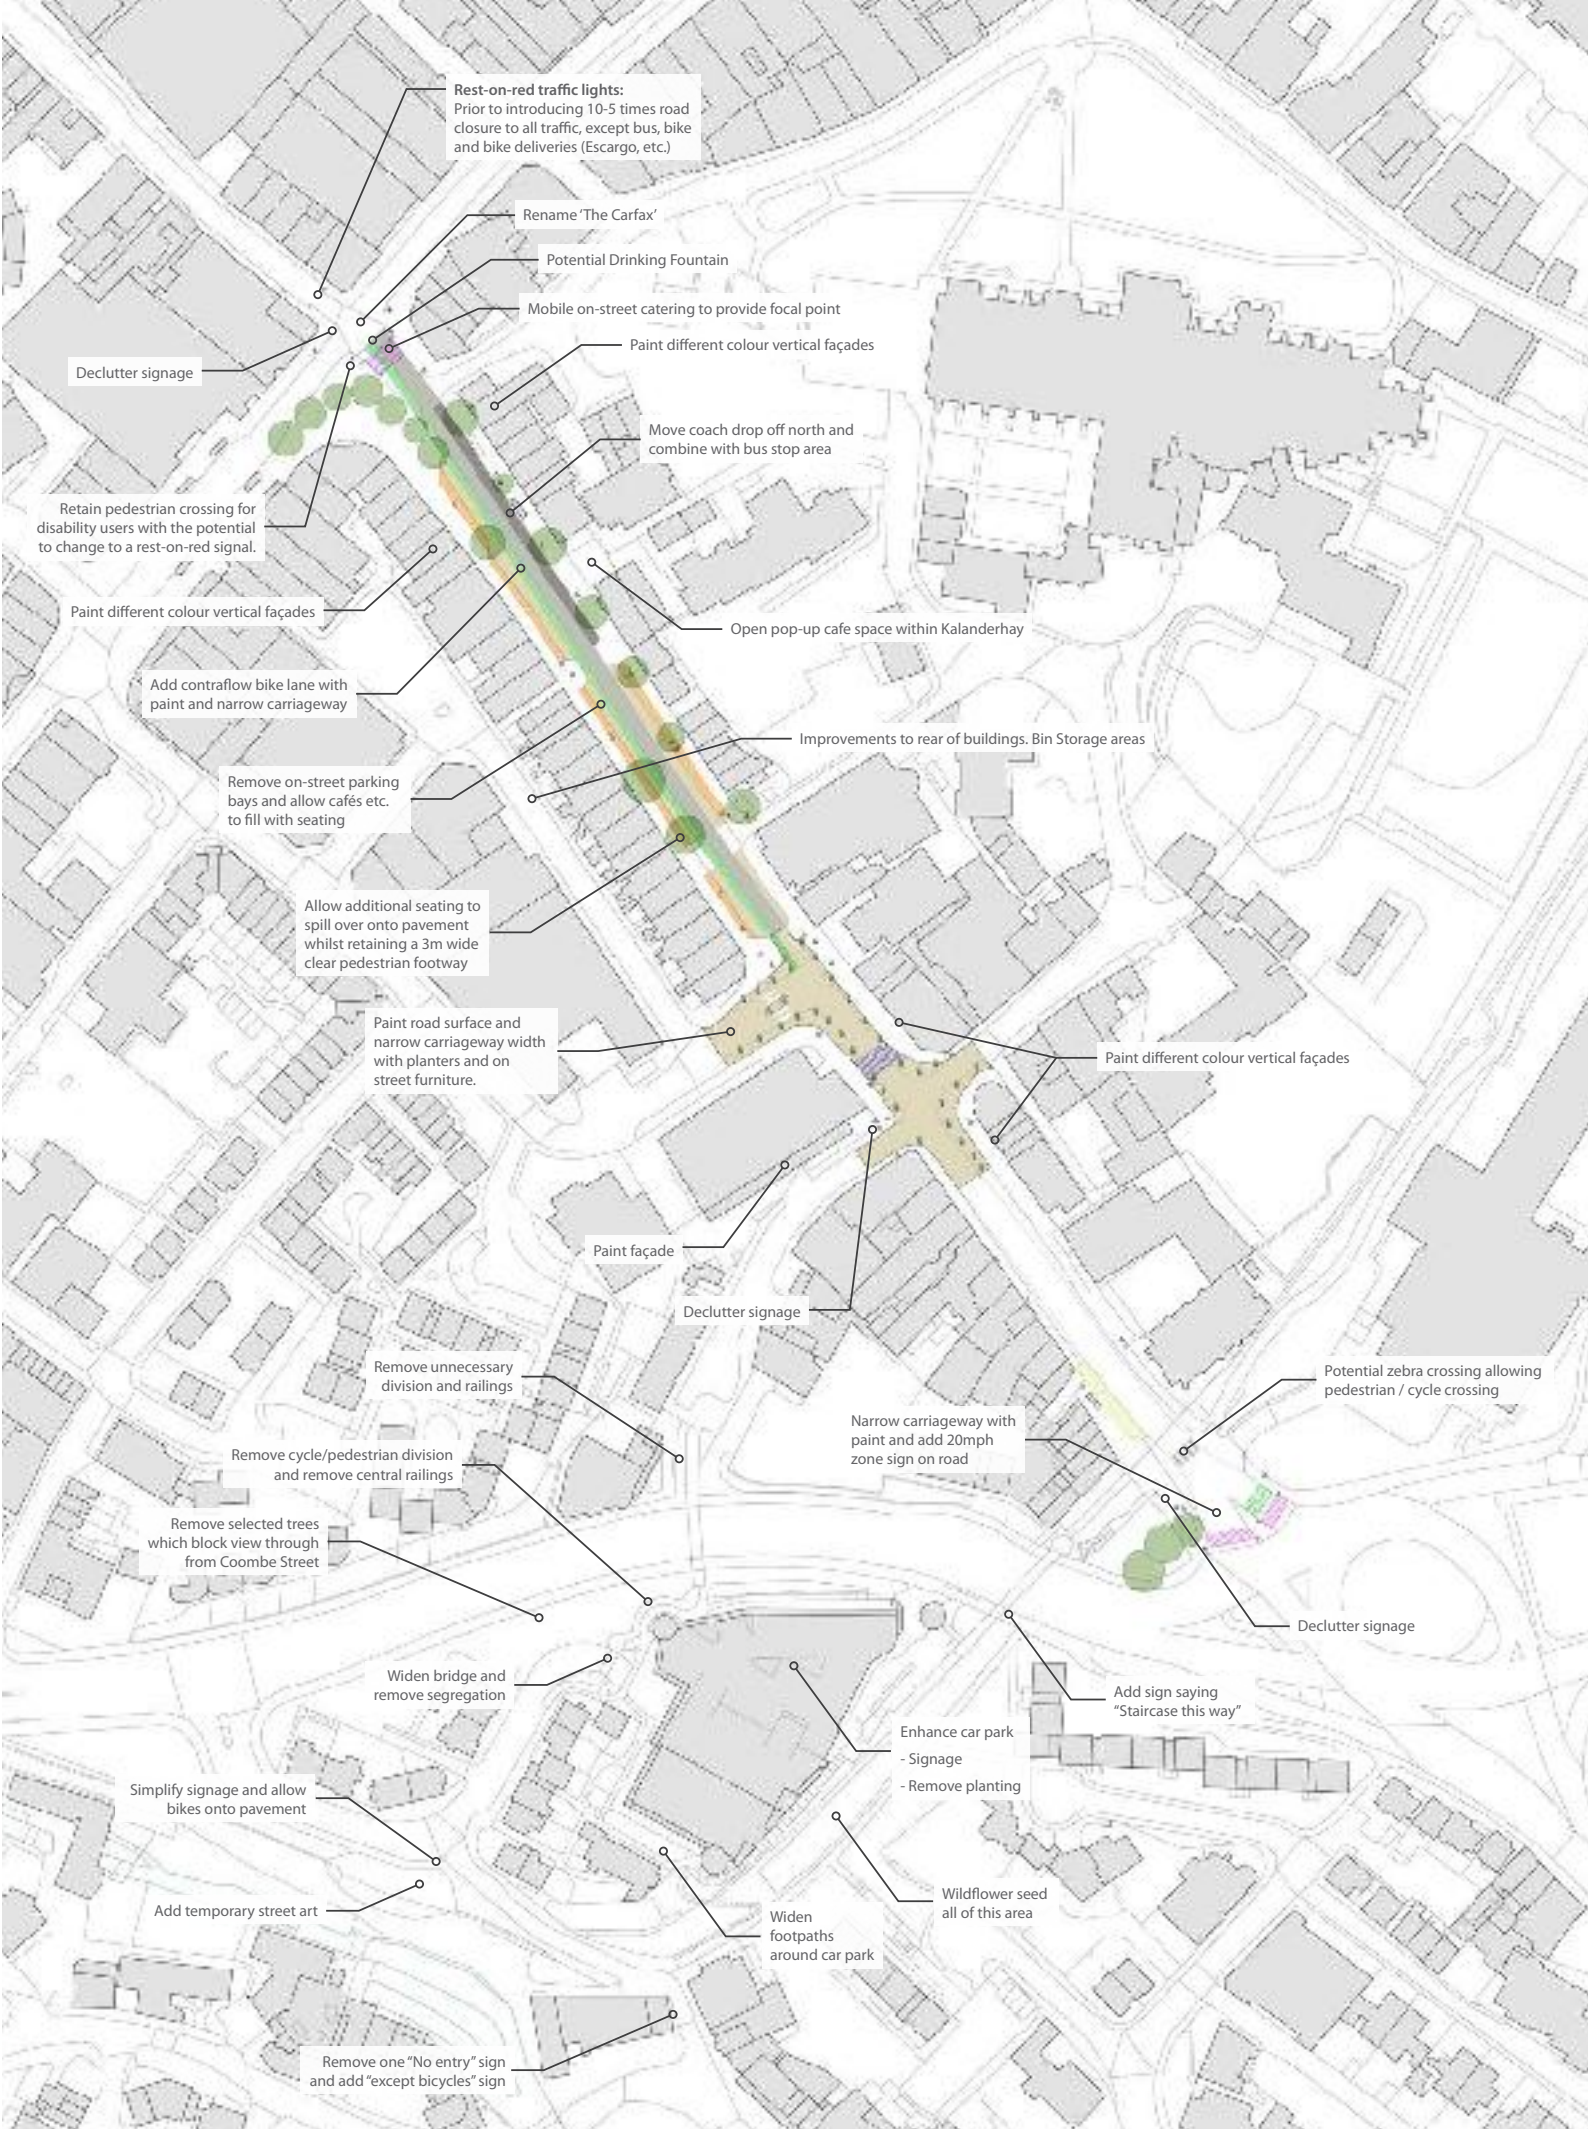 Rest-on-red traffic lights:
Prior to introducing 10-5 times road
closure to all traffic, except bus, bike
and bike deliveries (Escargo, etc.)
Rename ‘The Carfax’
Potential Drinking Fountain
Mobile on-street catering to provide focal point
Paint different colour vertical façades
Declutter signage
Move coach drop off north and
combine with bus stop area
Retain pedestrian crossing for
disability users with the potential
to change to a rest-on-red signal.
Paint different colour vertical façades
Open pop-up cafe space within Kalanderhay
Add contraflow bike lane with
paint and narrow carriageway
Improvements to rear of buildings. Bin Storage areas
Remove on-street parking
bays and allow cafés etc.
to fill with seating
Allow additional seating to
spill over onto pavement
whilst retaining a 3m wide
clear pedestrian footway
Paint road surface and
narrow carriageway width
with planters and on
street furniture.
Paint different colour vertical façades
Paint façade
Declutter signage
Remove unnecessary
division and railings
Potential zebra crossing allowing
pedestrian / cycle crossing
Narrow carriageway with
paint and add 20mph
zone sign on road
Remove cycle/pedestrian division
and remove central railings
Remove selected trees
which block view through
from Coombe Street
Declutter signage
Widen bridge and
remove segregation
Add sign saying
“Staircase this way”
Enhance car park
- Signage
- Remove planting
Simplify signage and allow
bikes onto pavement
Add temporary street art
Wildflower seed
all of this area
Widen
footpaths
around car park
Remove one “No entry” sign
and add “except bicycles” sign